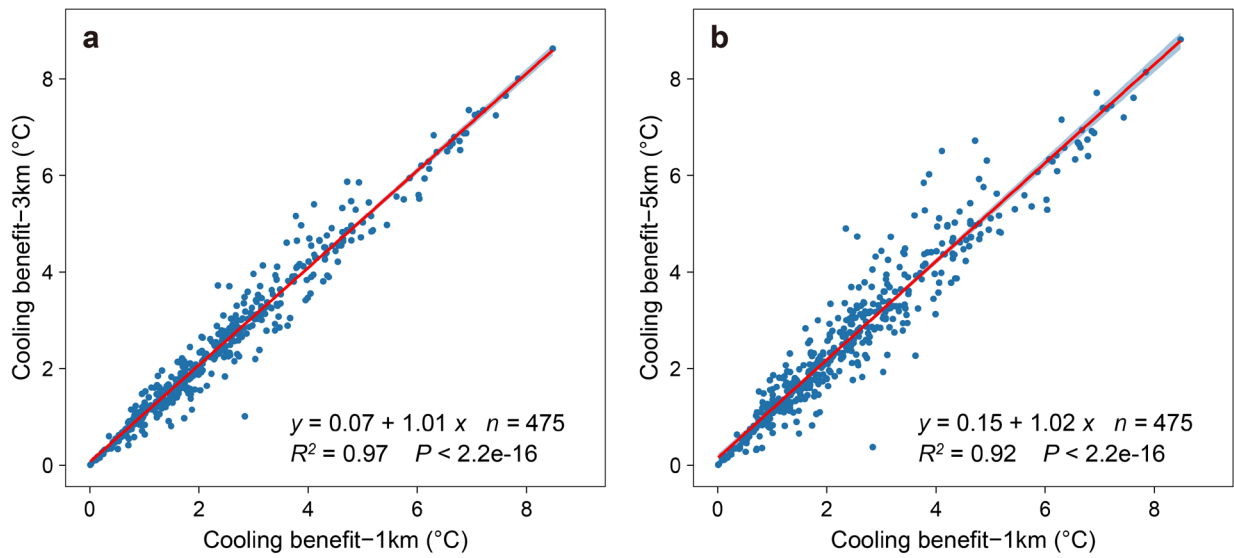 a
Cooling benefit−3km (°C)
8
6
4
2
0
y = 0.07 + 1.01 x n = 475
R² = 0.97 P < 2.2e-16
0 2 4 6 8
Cooling benefit−1km (°C)
b
Cooling benefit−5km (°C)
8
6
4
2
0
y = 0.15 + 1.02 x n = 475
R² = 0.92 P < 2.2e-16
0 2 4 6 8
Cooling benefit−1km (°C)